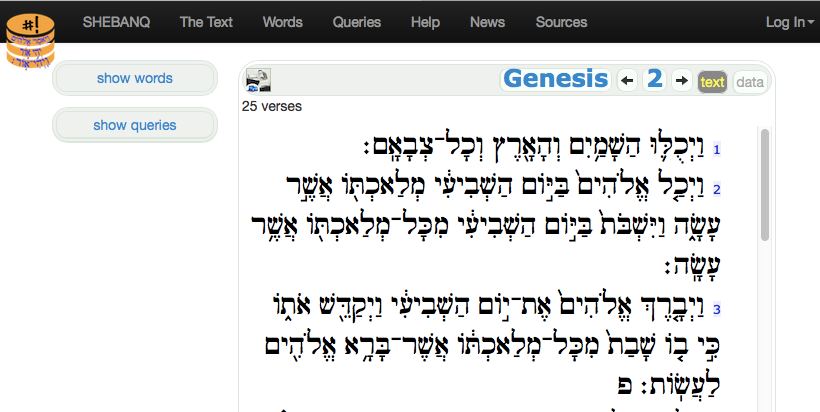 SHEBANQ The Text Words Queries Help News Sources Log In
#!
show words
show queries
Genesis 2 text data
25 verses
1 וַיְכֻלּ֛וּ הַשָּׁמַ֥יִם וְהָאָ֖רֶץ וְכָל־צְבָאָֽם׃
2 וַיְכַ֤ל אֱלֹהִים֙ בַּיּ֣וֹם הַשְּׁבִיעִ֔י מְלַאכְתּ֖וֹ אֲשֶׁ֣ר
עָשָׂ֑ה וַיִּשְׁבֹּת֙ בַּיּ֣וֹם הַשְּׁבִיעִ֔י מִכָּל־מְלַאכְתּ֖וֹ אֲשֶׁ֥ר
עָשָֽׂה׃
3 וַיְבָ֤רֶךְ אֱלֹהִים֙ אֶת־י֣וֹם הַשְּׁבִיעִ֔י וַיְקַדֵּ֖שׁ אֹת֑וֹ
כִּ֣י ב֤וֹ שָׁבַת֙ מִכָּל־מְלַאכְתּ֔וֹ אֲשֶׁר־בָּרָ֥א אֱלֹהִ֖ים
לַעֲשֽׂוֹת׃ פ